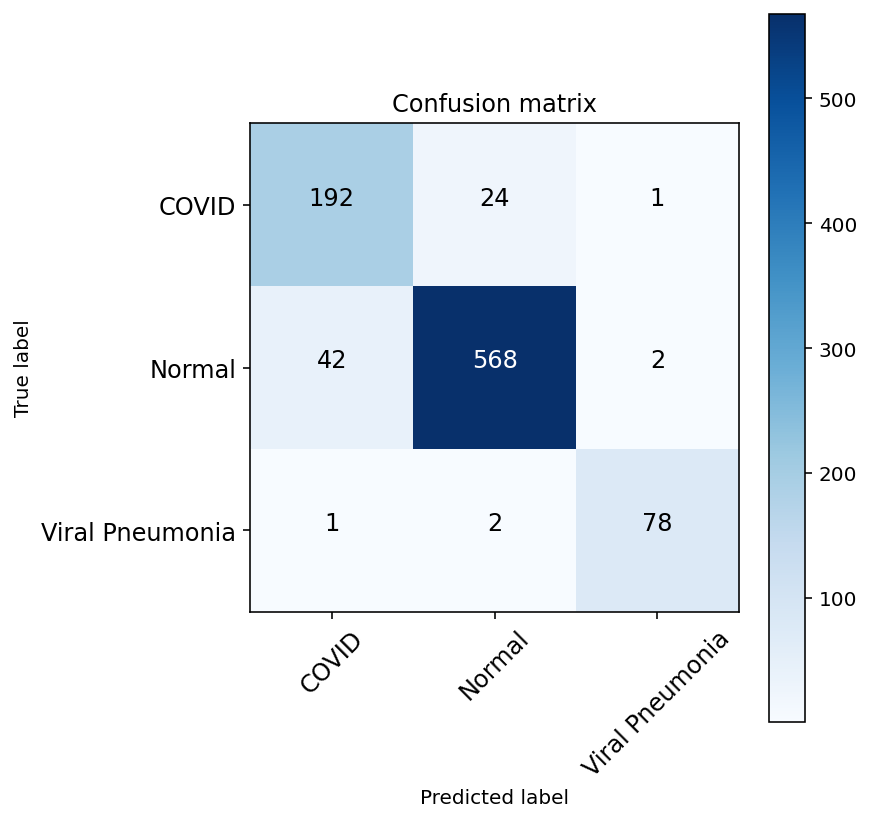 Confusion matrix
COVID 192 24 1
Normal 42 568 2
Viral Pneumonia 1 2 78
COVID Normal Viral Pneumonia
True label
Predicted label
500
400
300
200
100